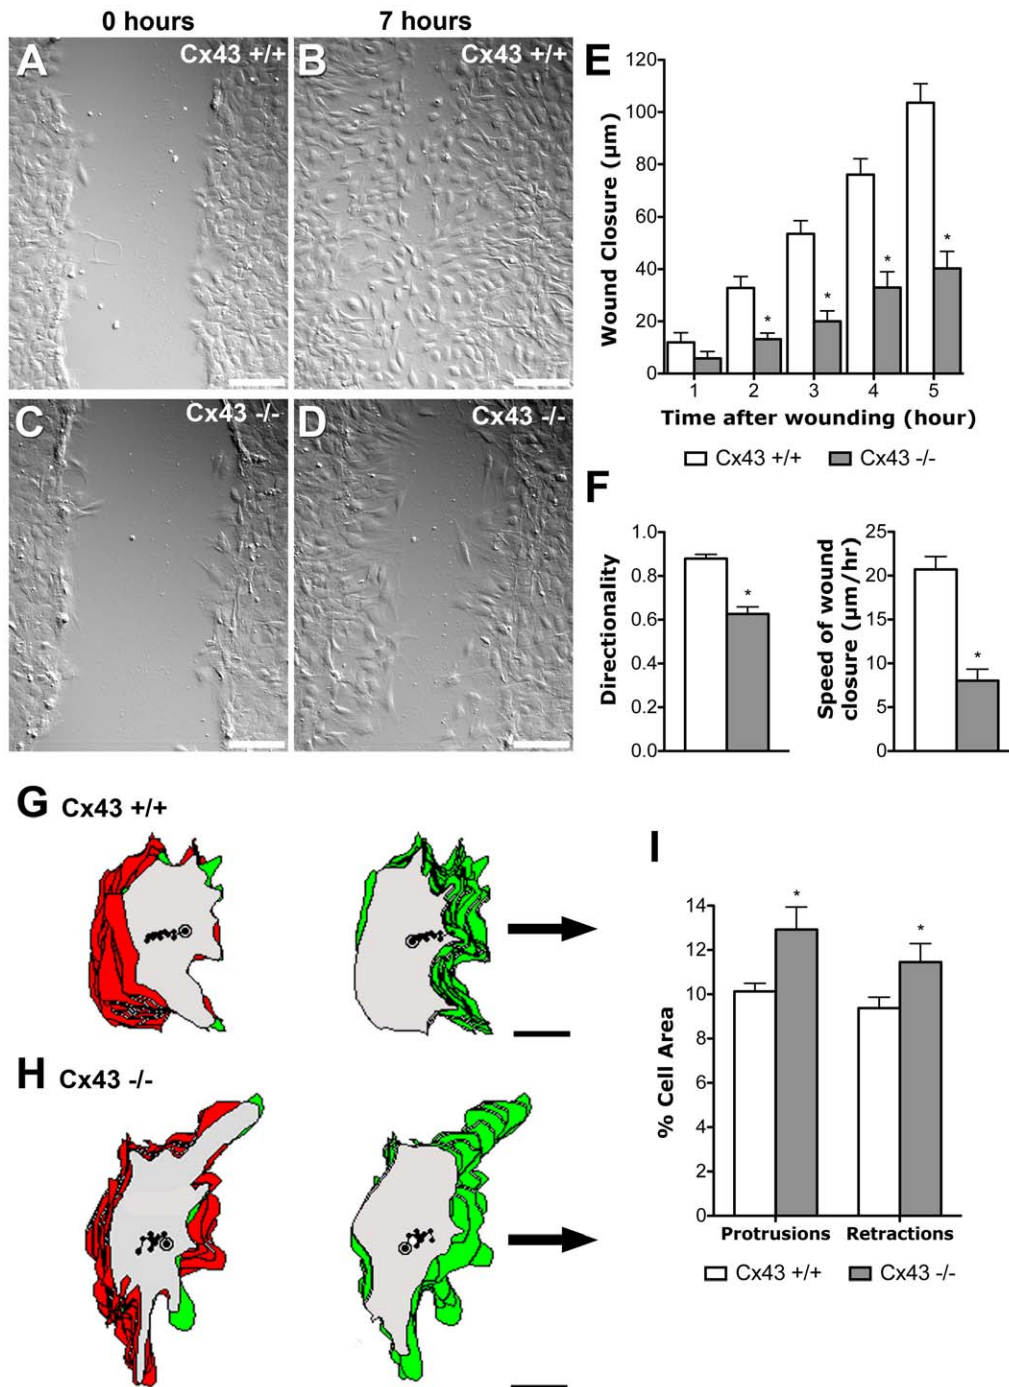 0 hours
7 hours
A
Cx43 +/+
B
Cx43 +/+
C
Cx43 -/-
D
Cx43 -/-
E
Wound Closure (µm)
120
100
80
60
40
20
0
*
*
*
*
1 2 3 4 5
Time after wounding (hour)
Cx43 +/+ Cx43 -/-
F
Directionality
1.0
0.8
0.6
0.4
0.2
0.0
*
Speed of wound
closure (µm/hr)
25
20
15
10
5
0
*
G Cx43 +/+
H Cx43 -/-
I
% Cell Area
14
12
10
8
6
4
2
0
*
*
Protrusions Retractions
Cx43 +/+ Cx43 -/-